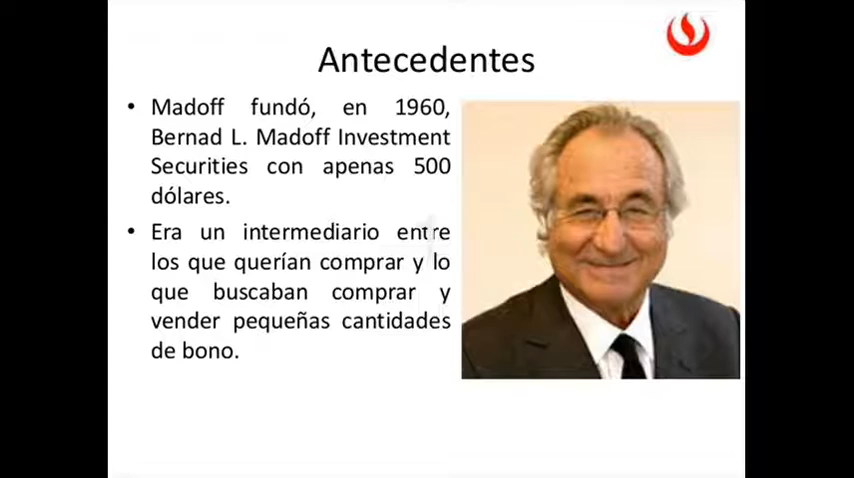 Antecedentes
• Madoff fundó, en 1960,
Bernad L. Madoff Investment
Securities con apenas 500
dólares.
• Era un intermediario entre
los que querían comprar y lo
que buscaban comprar y
vender pequeñas cantidades
de bono.